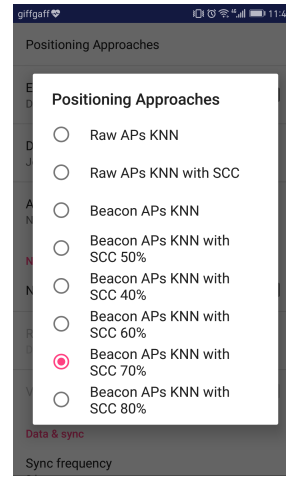 giffgaff
11:4
Positioning Approaches
E
D
D
J
A
N
N
N
R
V
Positioning Approaches
Raw APs KNN
Raw APs KNN with SCC
Beacon APs KNN
Beacon APs KNN with
SCC 50%
Beacon APs KNN with
SCC 40%
Beacon APs KNN with
SCC 60%
Beacon APs KNN with
SCC 70%
Beacon APs KNN with
SCC 80%
Data & sync
Sync frequency